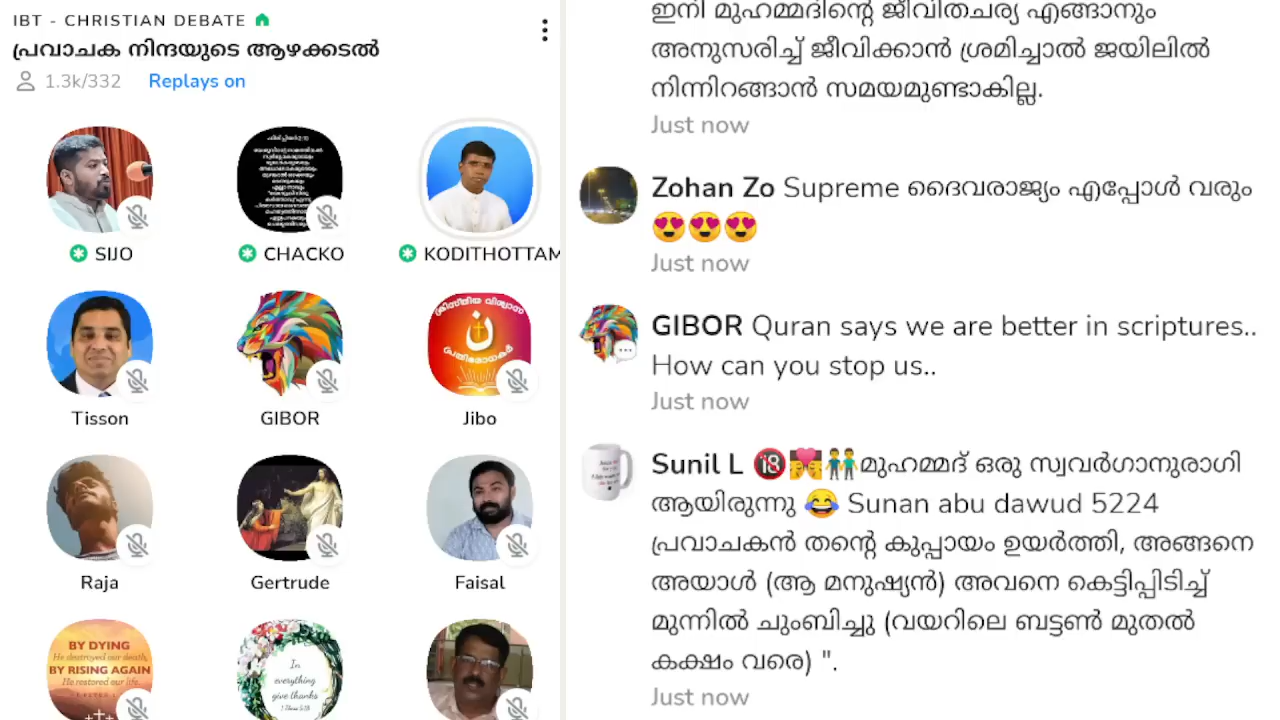 IBT - CHRISTIAN DEBATE
പ്രവാചക നിന്ദയുടെ ആഴക്കടൽ
1.3k/332 Replays on
SIJO
CHACKO
KODITHOTTAM
Tisson
GIBOR
ക്രിസ്തീയ വിശ്വാസ
പ്രതിരോധകർ
Jibo
Raja
Gertrude
Faisal
BY DYING
He destroyed our death,
BY RISING AGAIN
He restored our life.
In
everything
give thanks
ഇനി മുഹമ്മദിന്റെ ജീവിതചര്യ എങ്ങാനും
അനുസരിച്ച് ജീവിക്കാൻ ശ്രമിച്ചാൽ ജയിലിൽ
നിന്നിറങ്ങാൻ സമയമുണ്ടാകില്ല.
Just now
Zohan Zo Supreme ദൈവരാജ്യം എപ്പോൾ വരും
😍😍😍
Just now
GIBOR Quran says we are better in scriptures..
How can you stop us..
Just now
Sunil L 🔞💏👬മുഹമ്മദ് ഒരു സ്വവർഗാനുരാഗി
ആയിരുന്നു 😂 Sunan abu dawud 5224
പ്രവാചകൻ തന്റെ കുപ്പായം ഉയർത്തി, അങ്ങനെ
അയാൾ (ആ മനുഷ്യൻ) അവനെ കെട്ടിപ്പിടിച്ച്
മുന്നിൽ ചുംബിച്ചു (വയറിലെ ബട്ടൺ മുതൽ
കക്ഷം വരെ) ".
Just now